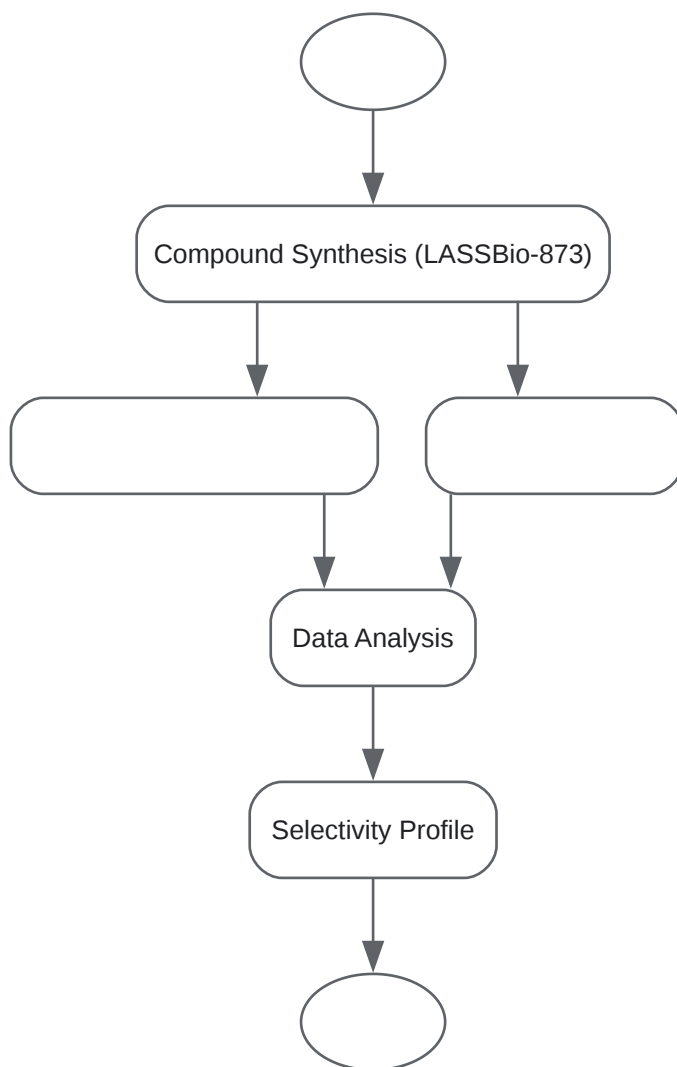 Compound Synthesis (LASSBio-873)
Data Analysis
Selectivity Profile